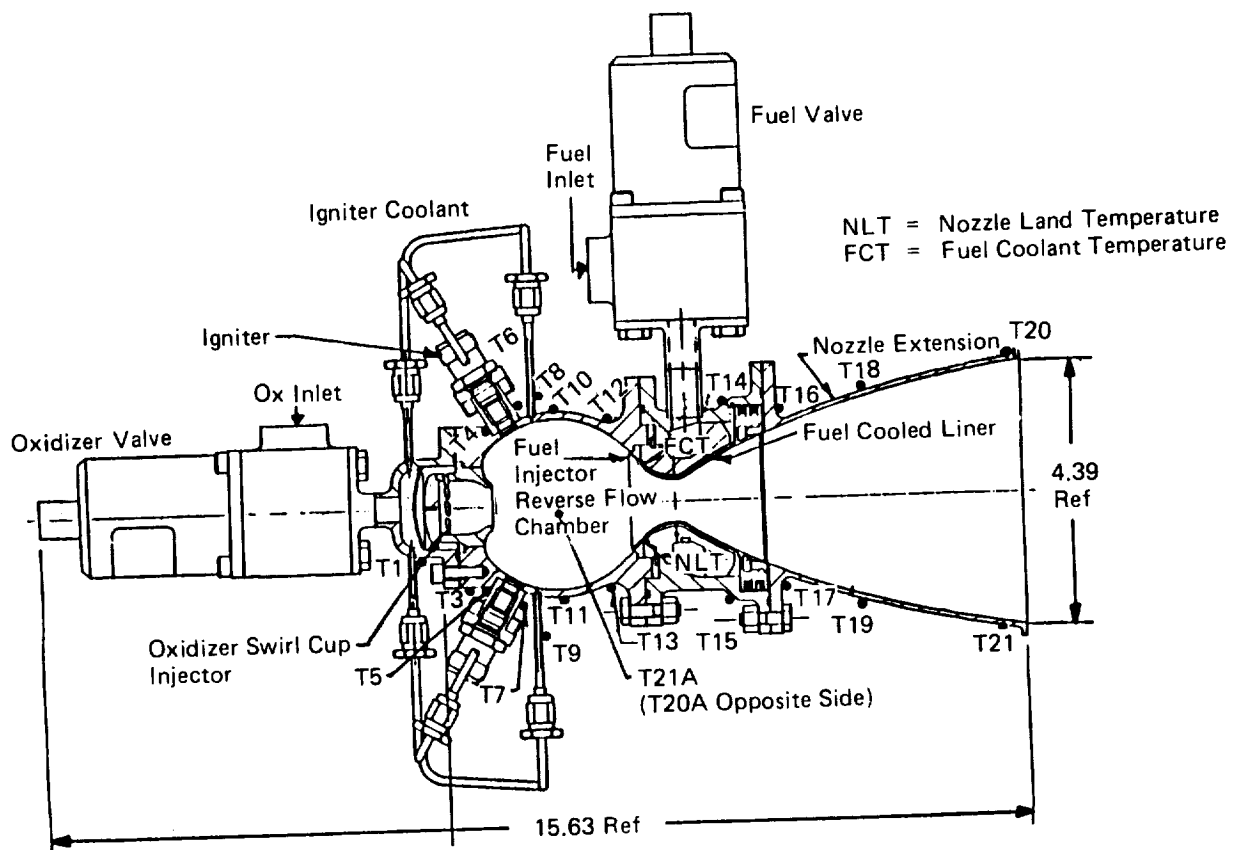 Fuel Valve
Fuel
Inlet
Igniter Coolant
NLT = Nozzle Land Temperature
FCT = Fuel Coolant Temperature
Igniter
T6
T8
T10
T12
T14
T16
Nozzle Extension
T18
T20
Ox Inlet
Oxidizer Valve
T4
FCT
Fuel Cooled Liner
Fuel
Injector
Reverse Flow
Chamber
4.39
Ref
NLT
T1
T3
T11
T13
T15
T17
T19
T21
Oxidizer Swirl Cup
Injector
T5
T7
T9
T21A
(T20A Opposite Side)
15.63 Ref